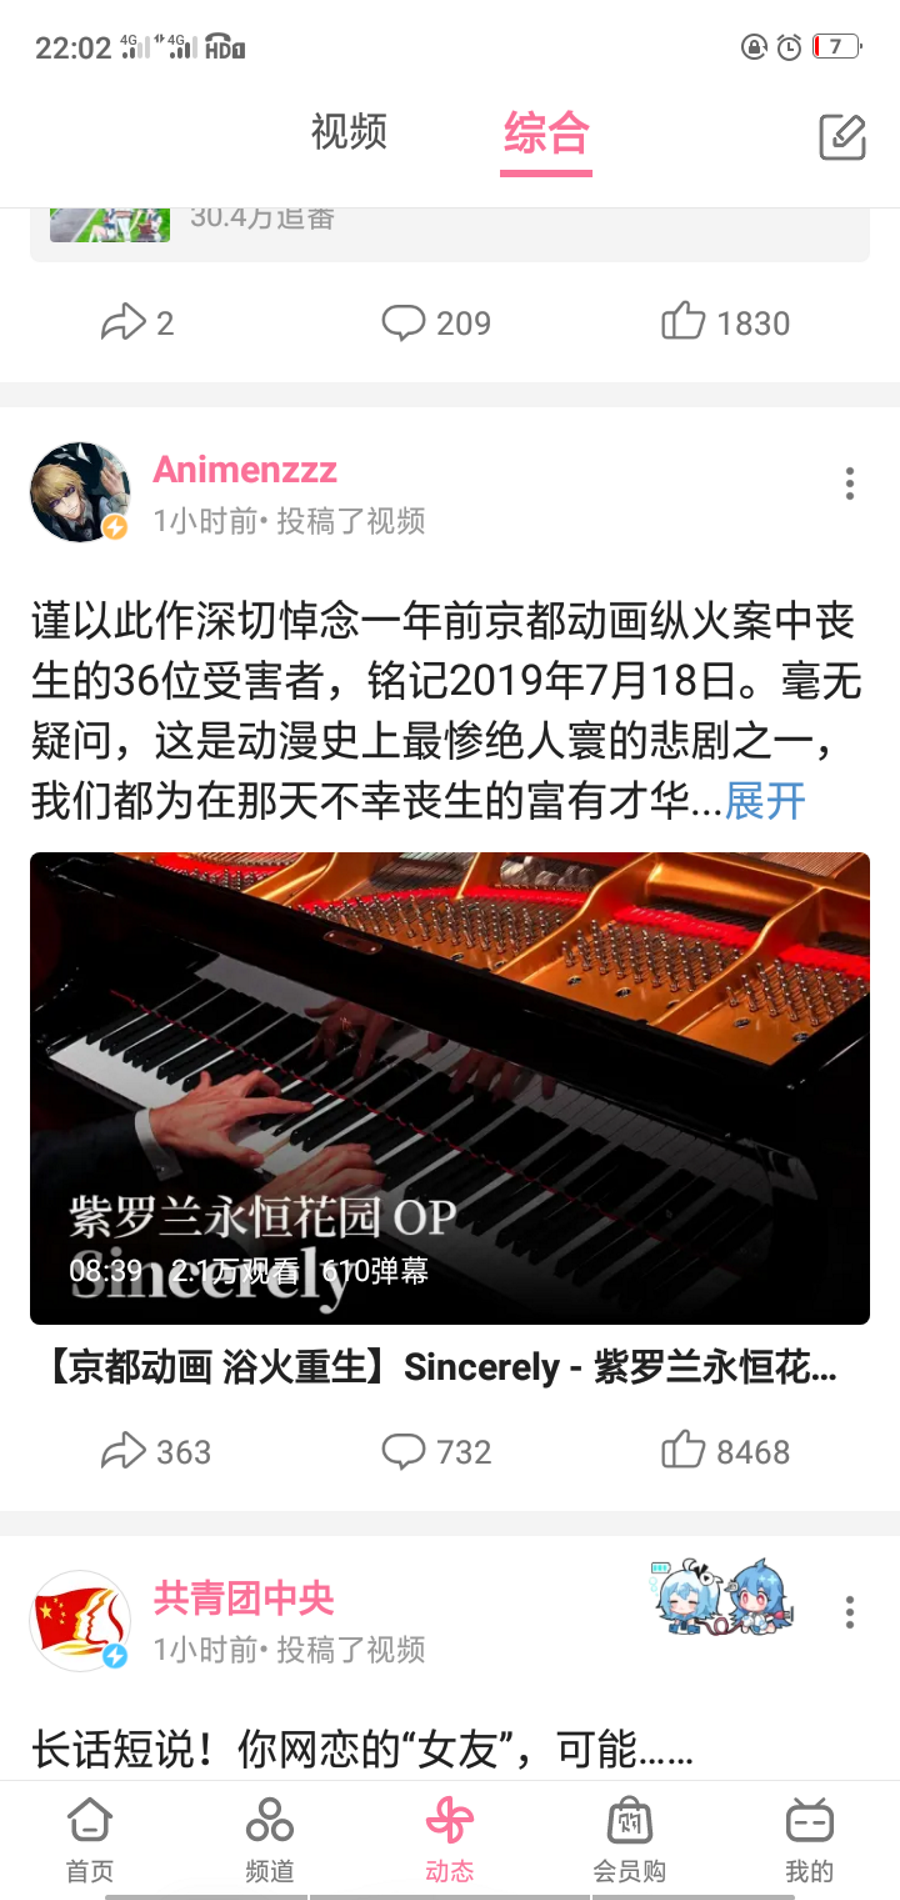 22:02 4G 4G HD1 7
视频 综合
30.4万追番
2 209 1830
Animenzzz
1小时前• 投稿了视频
谨以此作深切悼念一年前京都动画纵火案中丧
生的36位受害者，铭记2019年7月18日。毫无
疑问，这是动漫史上最惨绝人寰的悲剧之一，
我们都为在那天不幸丧生的富有才华...展开
紫罗兰永恒花园 OP
Sincerely
08:39 2.1万观看 610弹幕
【京都动画 浴火重生】Sincerely - 紫罗兰永恒花...
363 732 8468
共青团中央
1小时前• 投稿了视频
长话短说！你网恋的“女友”，可能……
购
首页 频道 动态 会员购 我的